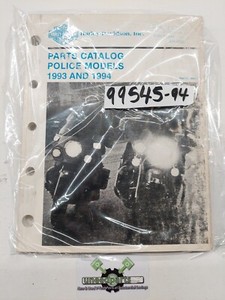 PARTS CATALOG
POLICE MODELS
1993 AND 1994
99545-94